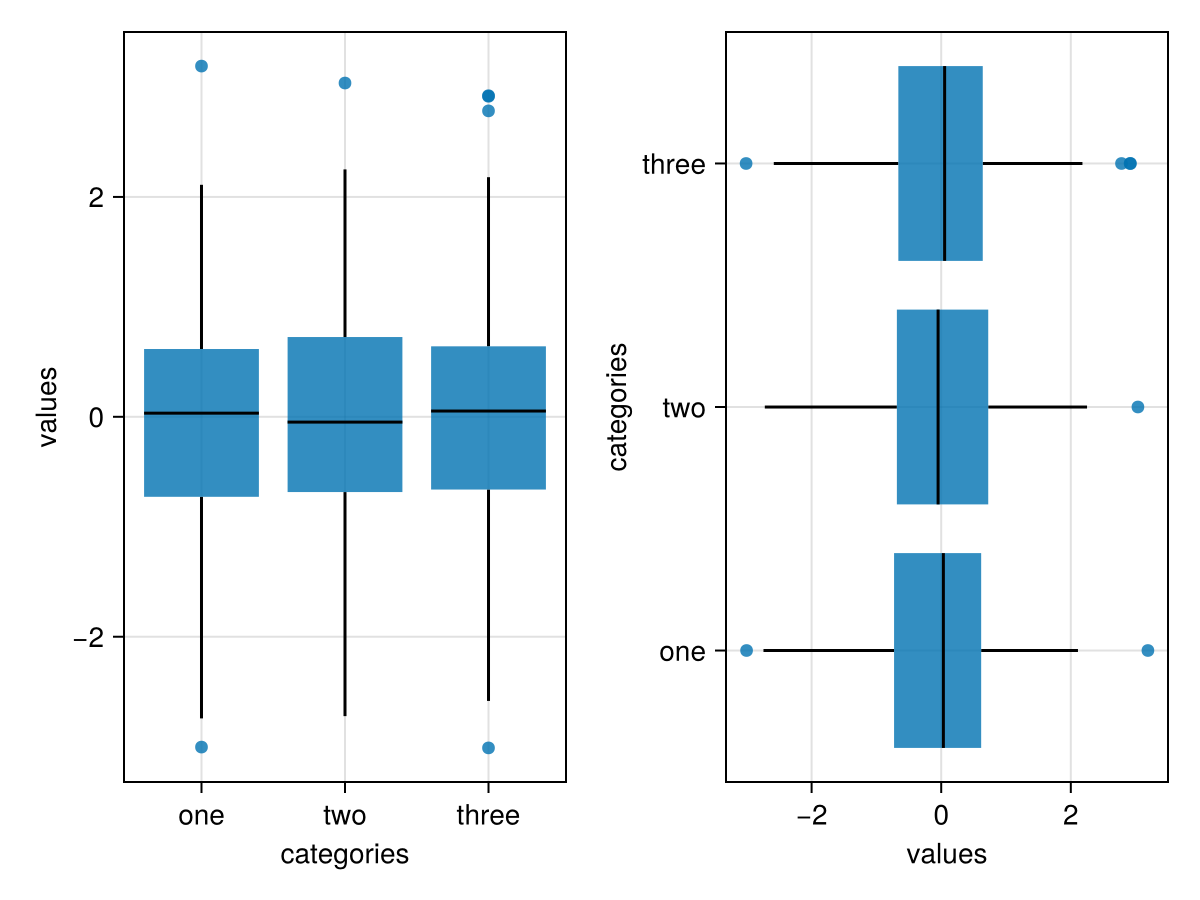 2
0
−2
values
one
two
three
categories
three
two
one
categories
−2
0
2
values